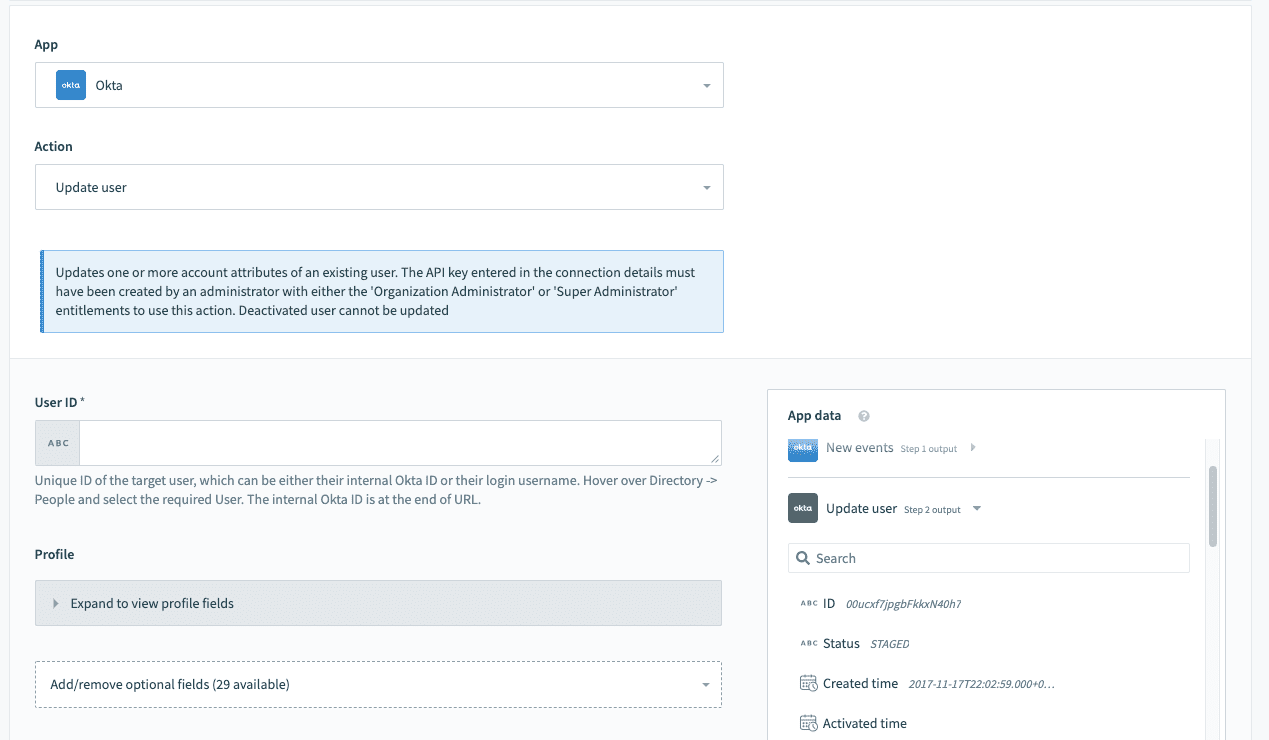 App
okta Okta
Action
Update user
Updates one or more account attributes of an existing user. The API key entered in the connection details must
have been created by an administrator with either the 'Organization Administrator' or 'Super Administrator'
entitlements to use this action. Deactivated user cannot be updated
User ID *
ABC
Unique ID of the target user, which can be either their internal Okta ID or their login username. Hover over Directory ->
People and select the required User. The internal Okta ID is at the end of URL.
Profile
Expand to view profile fields
Add/remove optional fields (29 available)
App data ?
okta New events Step 1 output
okta Update user Step 2 output
Search
ABC ID 00ucxf7jpgbFkkxN40h7
ABC Status STAGED
Created time 2017-11-17T22:02:59.000+0...
Activated time